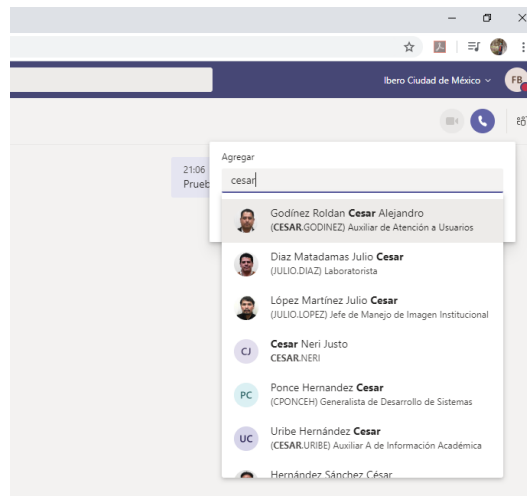 Ibero Ciudad de México
FB
Agregar
21:06
Prueb
cesar
Godínez Roldan Cesar Alejandro
(CESAR.GODINEZ) Auxiliar de Atención a Usuarios
Diaz Matadamas Julio Cesar
(JULIO.DIAZ) Laboratorista
López Martínez Julio Cesar
(JULIO.LOPEZ) Jefe de Manejo de Imagen Institucional
CJ
Cesar Neri Justo
CESAR.NERI
PC
Ponce Hernandez Cesar
(CPONCEH) Generalista de Desarrollo de Sistemas
UC
Uribe Hernández Cesar
(CESAR.URIBE) Auxiliar A de Información Académica
Hernández Sánchez César